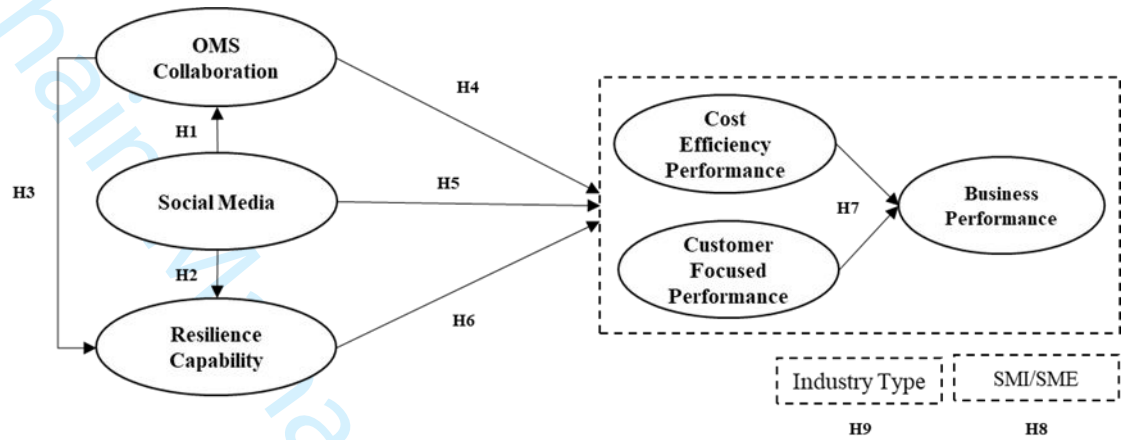 OMS
Collaboration
H4
H1
Cost
Efficiency
Performance
H3
Social Media
H5
H7
Business
Performance
H2
Customer
Focused
Performance
Resilience
Capability
H6
Industry Type
SMI/SME
H9
H8